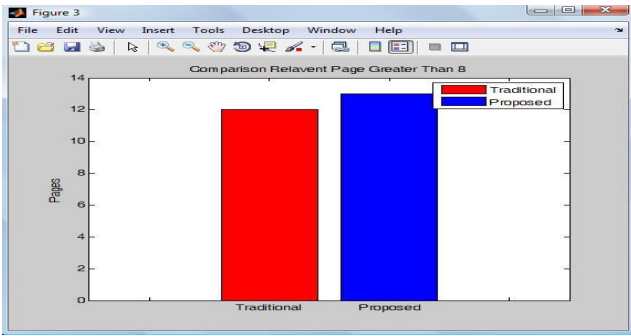 Figure 3
File Edit View Insert Tools Desktop Window Help
Comparison Relavent Page Greater Than 8
14
12
10
8
6
4
2
0
Pages
Traditional
Proposed
Traditional Proposed